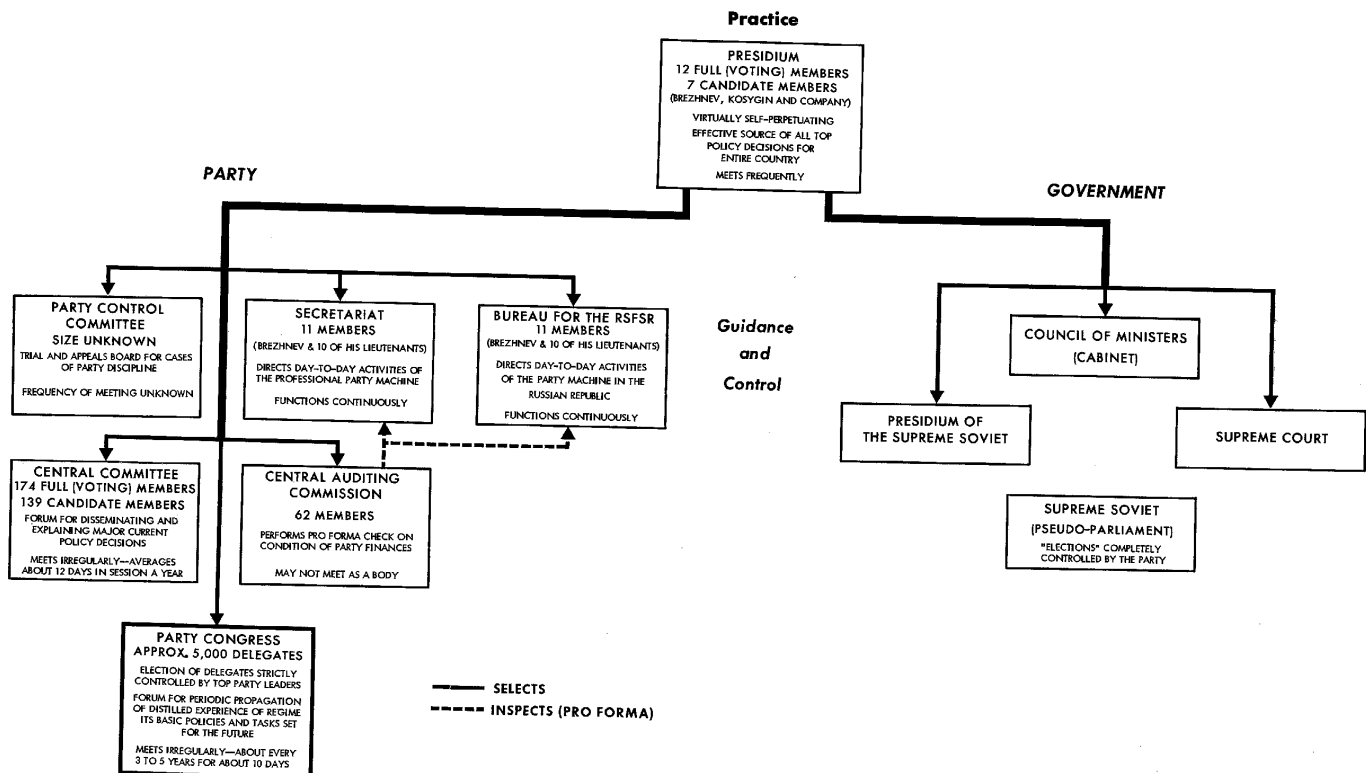 Practice
PRESIDIUM
12 FULL (VOTING) MEMBERS
7 CANDIDATE MEMBERS
(BREZHNEV, KOSYGIN AND COMPANY)
VIRTUALLY SELF-PERPETUATING
EFFECTIVE SOURCE OF ALL TOP
POLICY DECISIONS FOR
ENTIRE COUNTRY
MEETS FREQUENTLY
PARTY
GOVERNMENT
PARTY CONTROL
COMMITTEE
SIZE UNKNOWN
TRIAL AND APPEALS BOARD FOR CASES
OF PARTY DISCIPLINE
FREQUENCY OF MEETING UNKNOWN
SECRETARIAT
11 MEMBERS
(BREZHNEV & 10 OF HIS LIEUTENANTS)
DIRECTS DAY-TO-DAY ACTIVITIES OF
THE PROFESSIONAL PARTY MACHINE
FUNCTIONS CONTINUOUSLY
BUREAU FOR THE RSFSR
11 MEMBERS
(BREZHNEV & 10 OF HIS LIEUTENANTS)
DIRECTS DAY-TO-DAY ACTIVITIES
OF THE PARTY MACHINE IN THE
RUSSIAN REPUBLIC
FUNCTIONS CONTINUOUSLY
Guidance
and
Control
COUNCIL OF MINISTERS
(CABINET)
PRESIDIUM OF
THE SUPREME SOVIET
SUPREME COURT
CENTRAL COMMITTEE
174 FULL (VOTING) MEMBERS
139 CANDIDATE MEMBERS
FORUM FOR DISSEMINATING AND
EXPLAINING MAJOR CURRENT
POLICY DECISIONS
MEETS IRREGULARLY—AVERAGES
ABOUT 12 DAYS IN SESSION A YEAR
CENTRAL AUDITING
COMMISSION
62 MEMBERS
PERFORMS PRO FORMA CHECK ON
CONDITION OF PARTY FINANCES
MAY NOT MEET AS A BODY
SUPREME SOVIET
(PSEUDO-PARLIAMENT)
"ELECTIONS" COMPLETELY
CONTROLLED BY THE PARTY
PARTY CONGRESS
APPROX. 5,000 DELEGATES
ELECTION OF DELEGATES STRICTLY
CONTROLLED BY TOP PARTY LEADERS
FORUM FOR PERIODIC PROPAGATION
OF DISTILLED EXPERIENCE OF REGIME
ITS BASIC POLICIES AND TASKS SET
FOR THE FUTURE
MEETS IRREGULARLY—ABOUT EVERY
3 TO 5 YEARS FOR ABOUT 10 DAYS
SELECTS
INSPECTS (PRO FORMA)